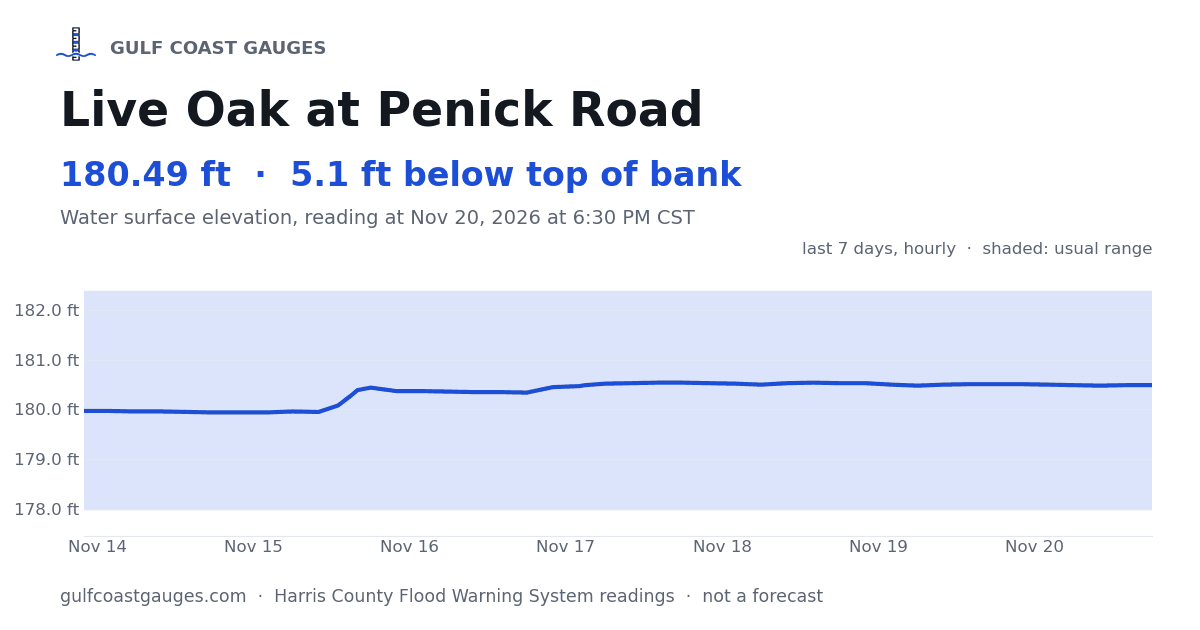 GULF COAST GAUGES
Live Oak at Penick Road
180.49 ft · 5.1 ft below top of bank
Water surface elevation, reading at Nov 20, 2026 at 6:30 PM CST
last 7 days, hourly · shaded: usual range
182.0 ft
181.0 ft
180.0 ft
179.0 ft
178.0 ft
Nov 14 Nov 15 Nov 16 Nov 17 Nov 18 Nov 19 Nov 20
gulfcoastgauges.com · Harris County Flood Warning System readings · not a forecast